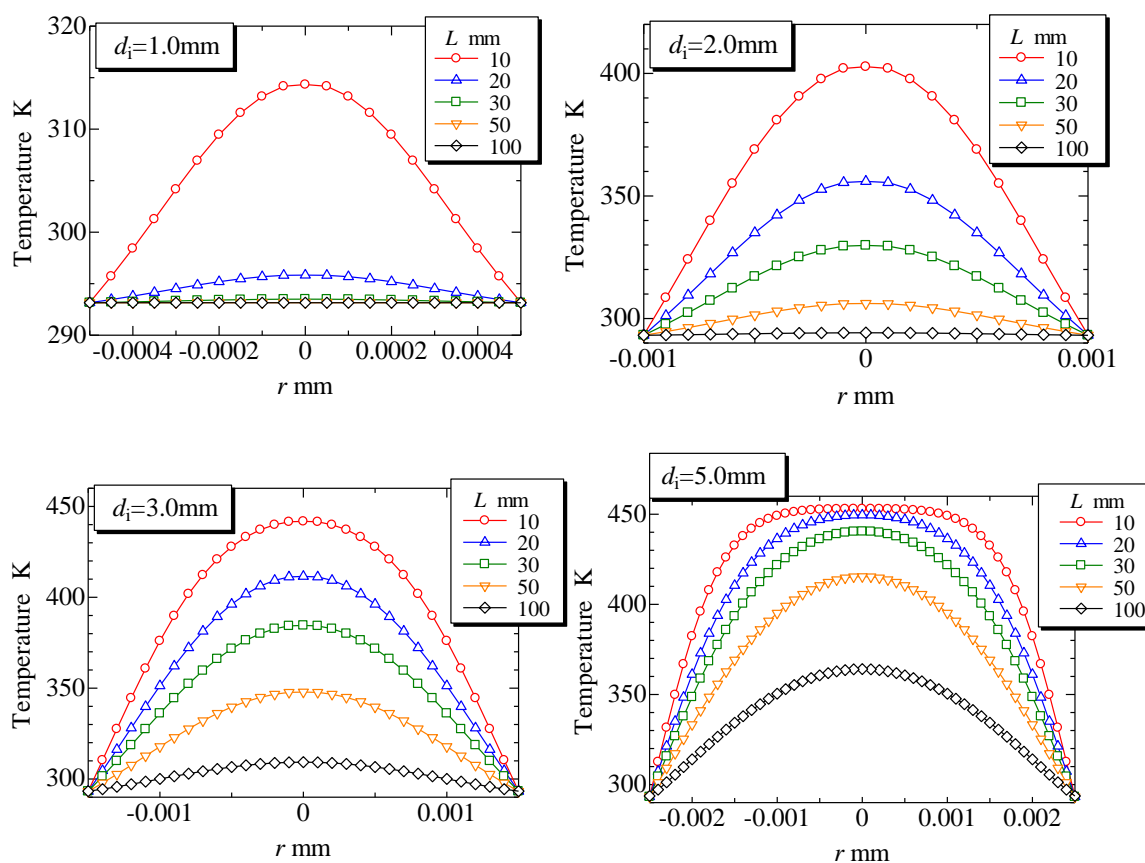 dᵢ=1.0mm
L mm
10
20
30
50
100
320
310
300
290
Temperature K
-0.0004 -0.0002 0 0.0002 0.0004
r mm
dᵢ=2.0mm
L mm
10
20
30
50
100
400
350
300
Temperature K
-0.001 0 0.001
r mm
dᵢ=3.0mm
L mm
10
20
30
50
100
450
400
350
300
Temperature K
-0.001 0 0.001
r mm
dᵢ=5.0mm
L mm
10
20
30
50
100
450
400
350
300
Temperature K
-0.002 -0.001 0 0.001 0.002
r mm